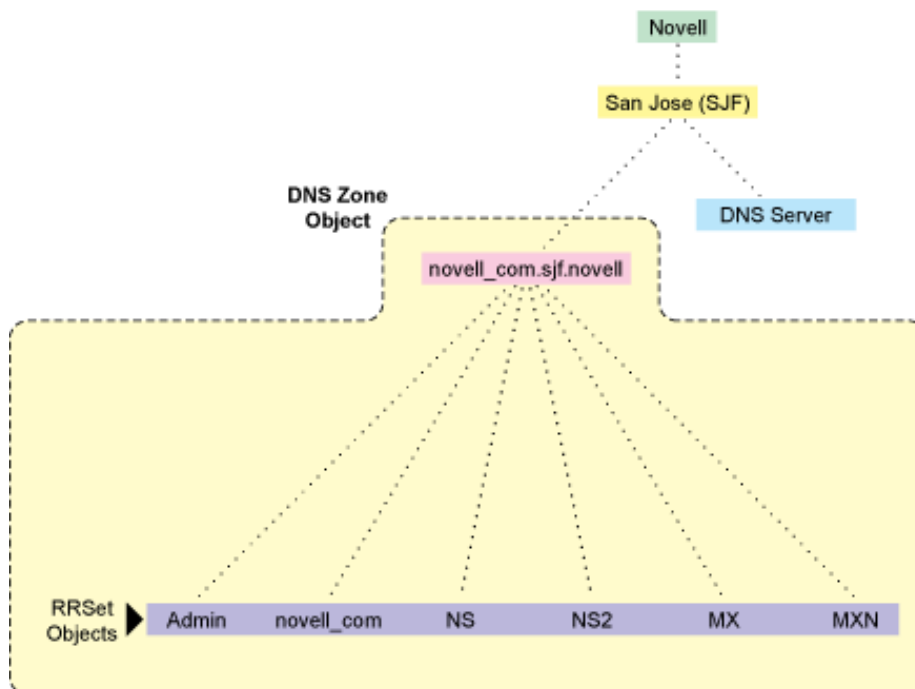 Novell
San Jose (SJF)
DNS Zone
Object
DNS Server
novell_com.sjf.novell
RRSet
Objects
Admin novell_com NS NS2 MX MXN